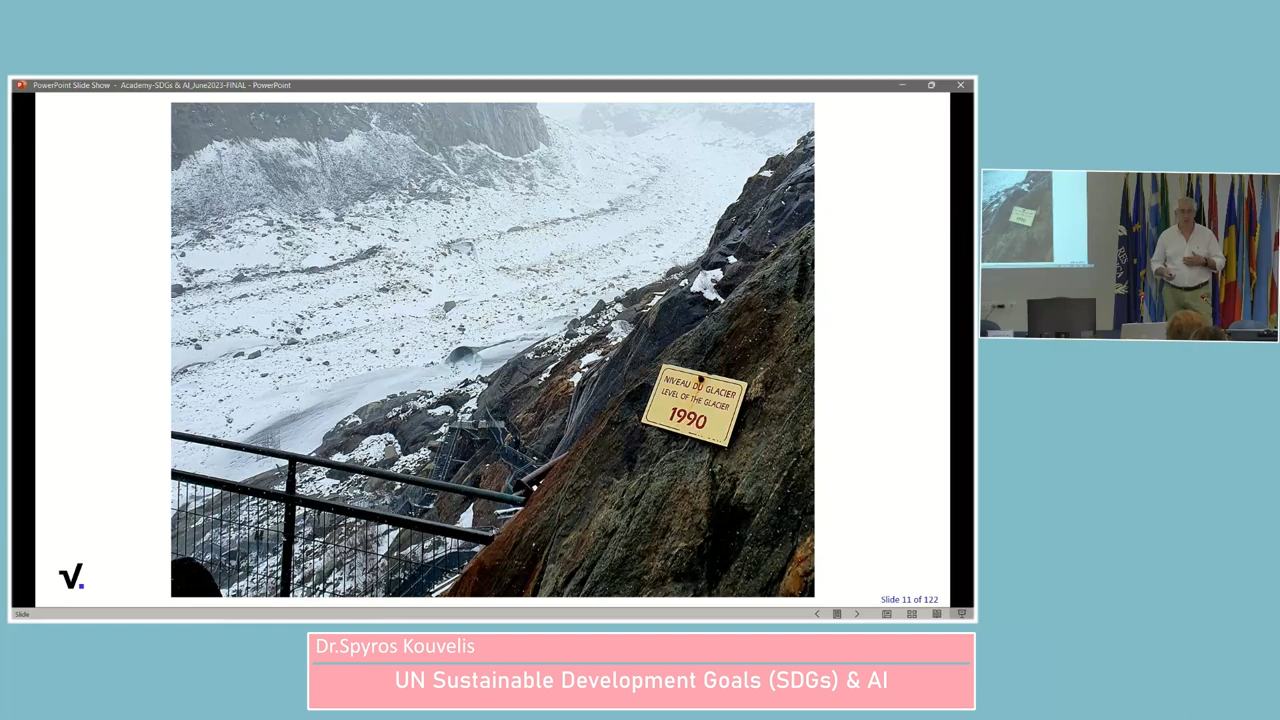 PowerPoint Slide Show - Academy-SDGs & AI_June2023-FINAL - PowerPoint
NIVEAU DU GLACIER
LEVEL OF THE GLACIER
1990
V.
Slide 11 of 122
Slide
Dr.Spyros Kouvelis
UN Sustainable Development Goals (SDGs) & AI